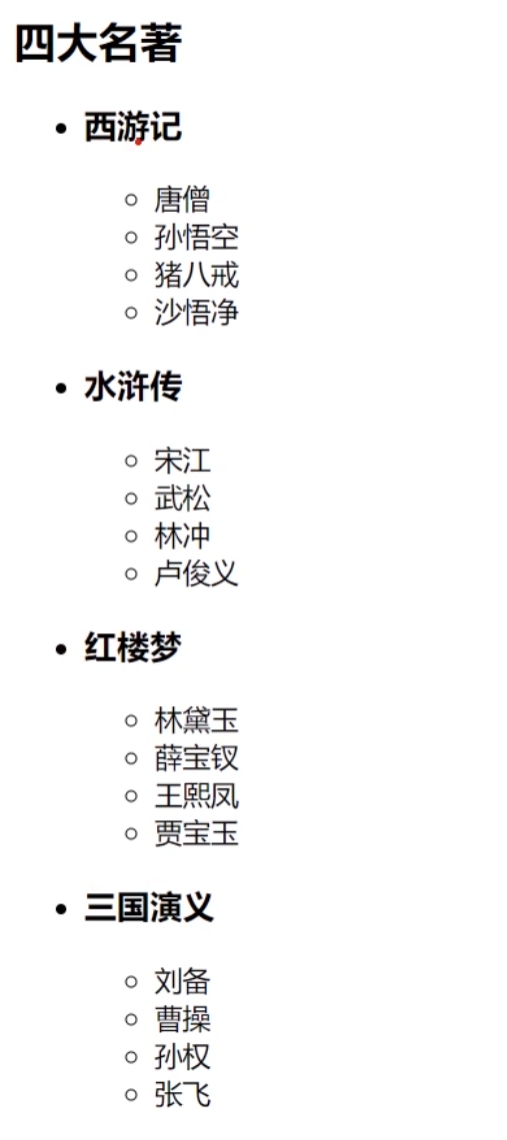 四大名著
西游记
唐僧
孙悟空
猪八戒
沙悟净
水浒传
宋江
武松
林冲
卢俊义
红楼梦
林黛玉
薛宝钗
王熙凤
贾宝玉
三国演义
刘备
曹操
孙权
张飞